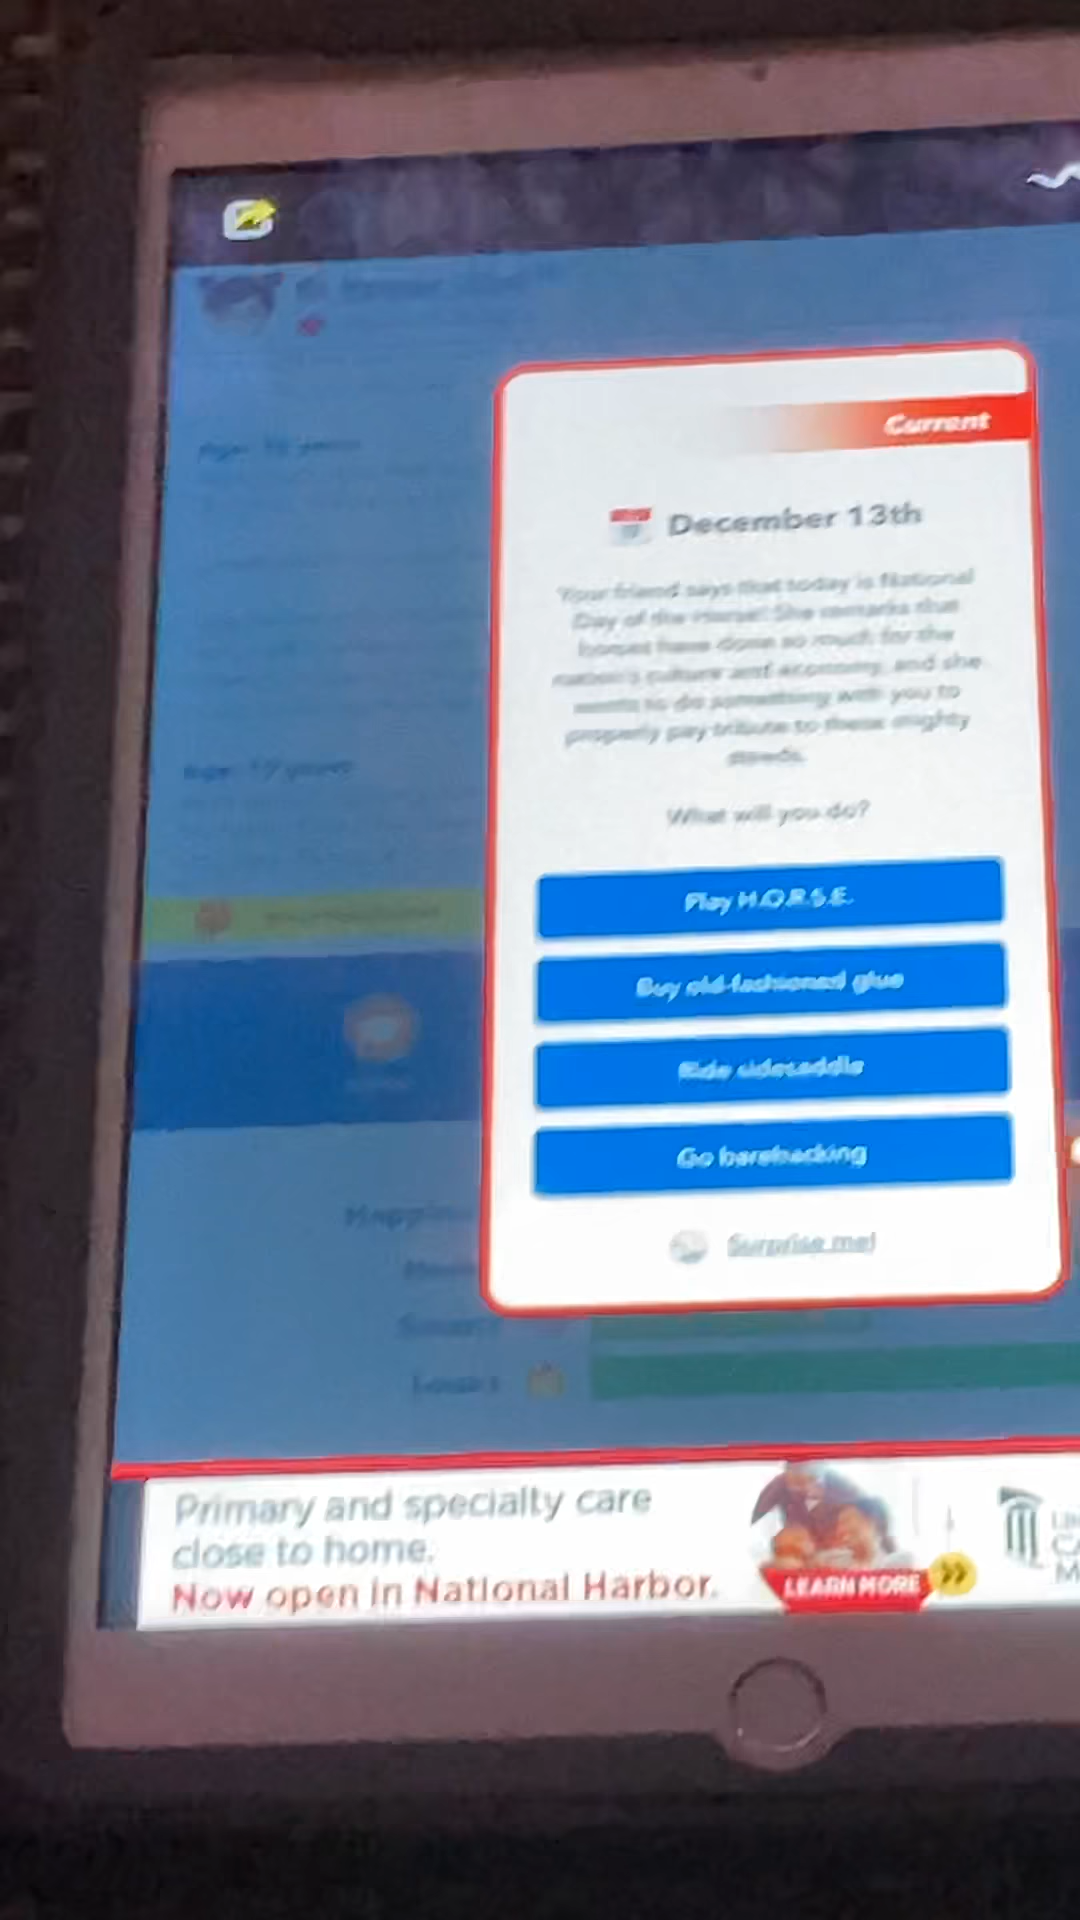 Current
December 13th
Your friend says that today is National
Day of the Horse! She remarks that
horses have done so much for the
nation's culture and economy, and she
wants to do something with you to
properly pay tribute to these mighty
steeds.
What will you do?
Play H.O.R.S.E.
Buy old-fashioned glue
Ride sidesaddle
Go barebacking
Surprise me!
Smarts
Looks
Primary and specialty care
close to home.
Now open in National Harbor.
LEARN MORE